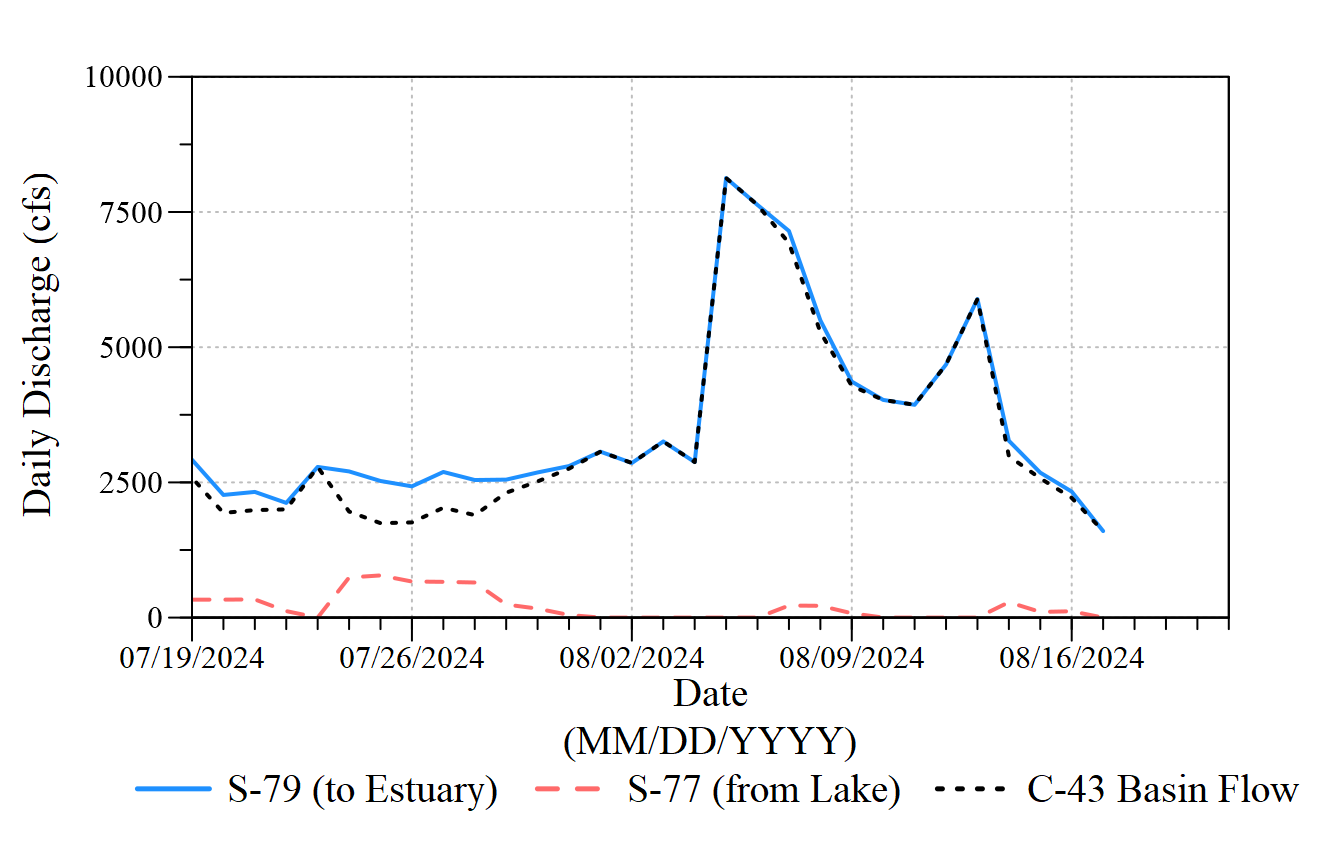 10000
7500
5000
2500
0
Daily Discharge (cfs)
07/19/2024 07/26/2024 08/02/2024 08/09/2024 08/16/2024
Date
(MM/DD/YYYY)
S-79 (to Estuary) S-77 (from Lake) C-43 Basin Flow